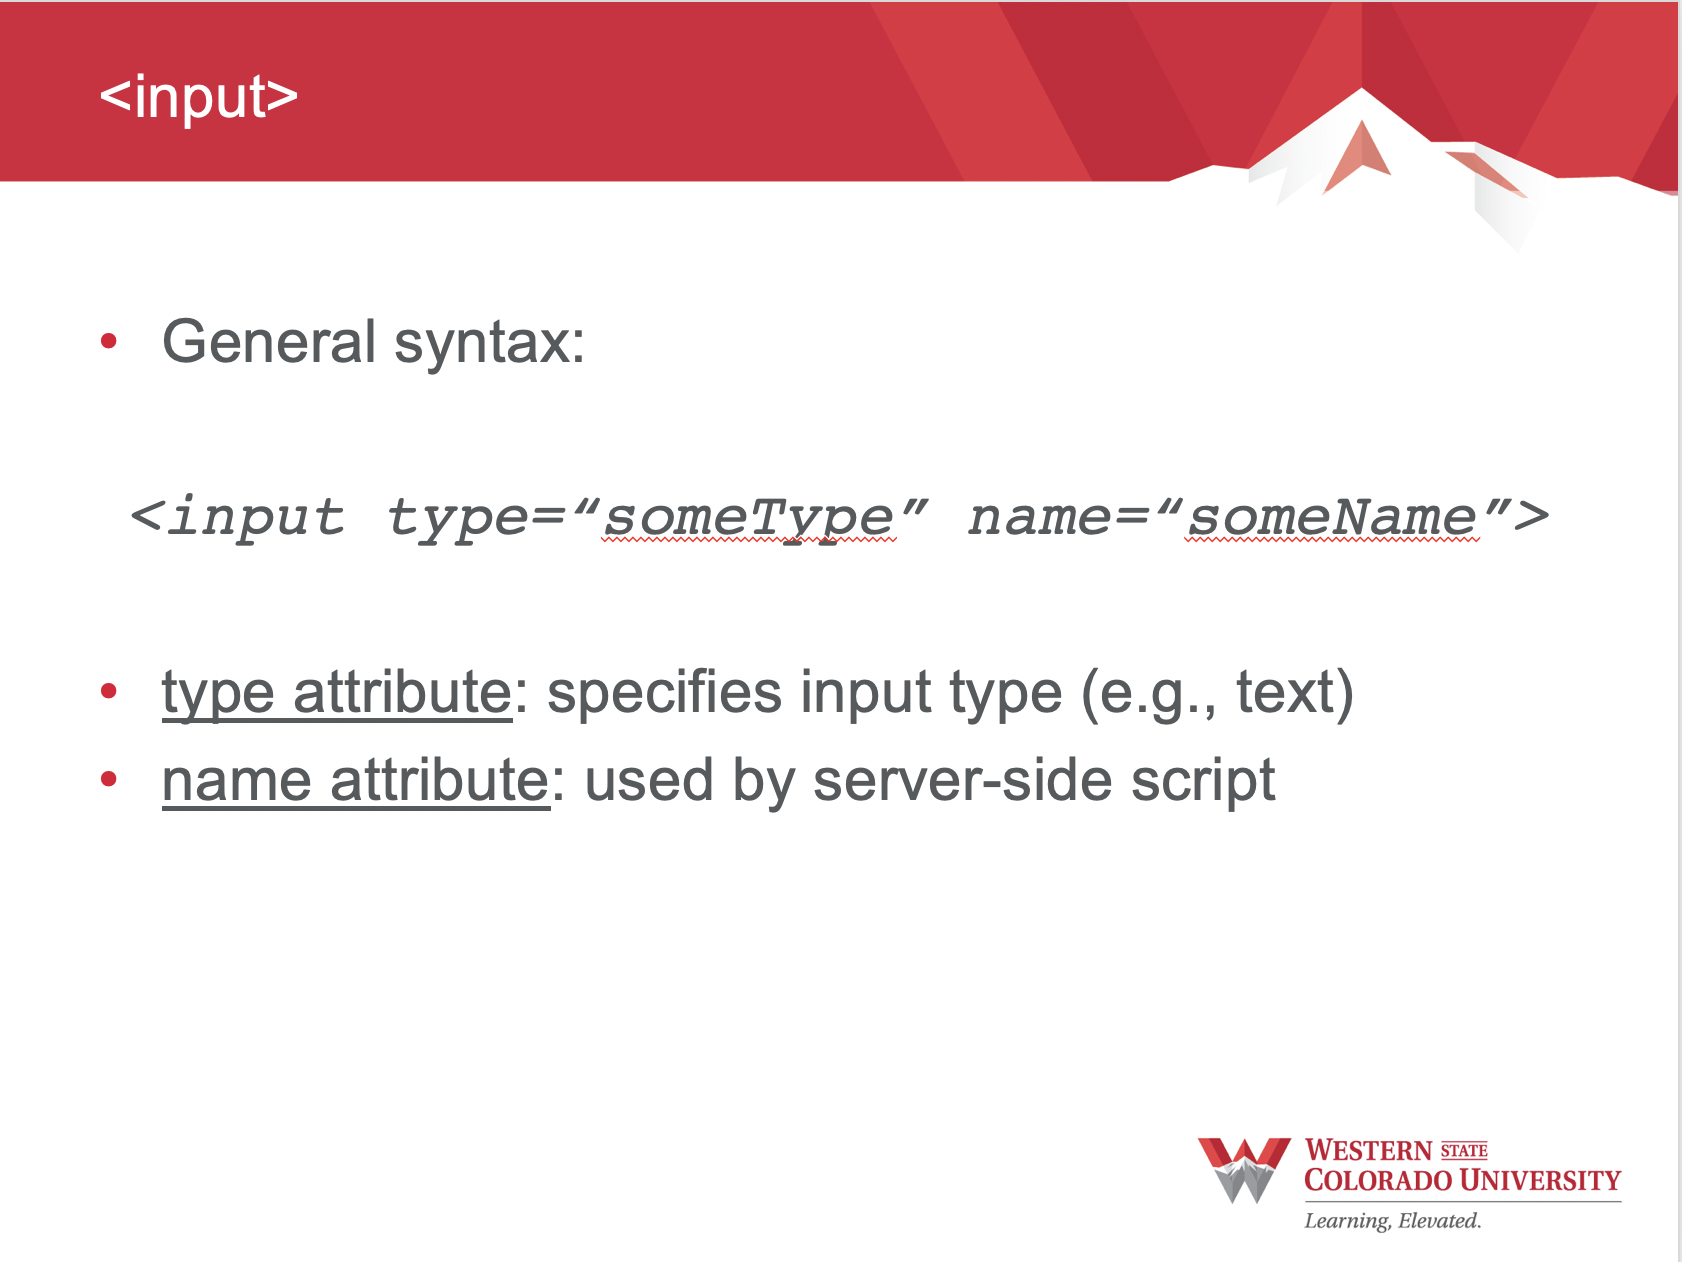 <input>
• General syntax:
<input type=“someType” name=“someName”>
• type attribute: specifies input type (e.g., text)
• name attribute: used by server-side script
WESTERN STATE
COLORADO UNIVERSITY
Learning, Elevated.